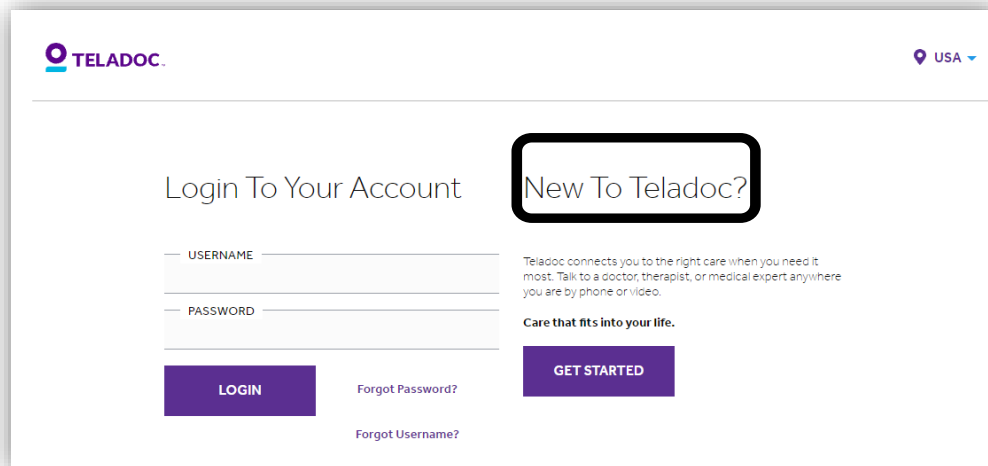 TELADOC
USA
Login To Your Account
USERNAME
PASSWORD
LOGIN
Forgot Password?
Forgot Username?
New To Teladoc?
Teladoc connects you to the right care when you need it
most. Talk to a doctor, therapist, or medical expert anywhere
you are by phone or video.
Care that fits into your life.
GET STARTED